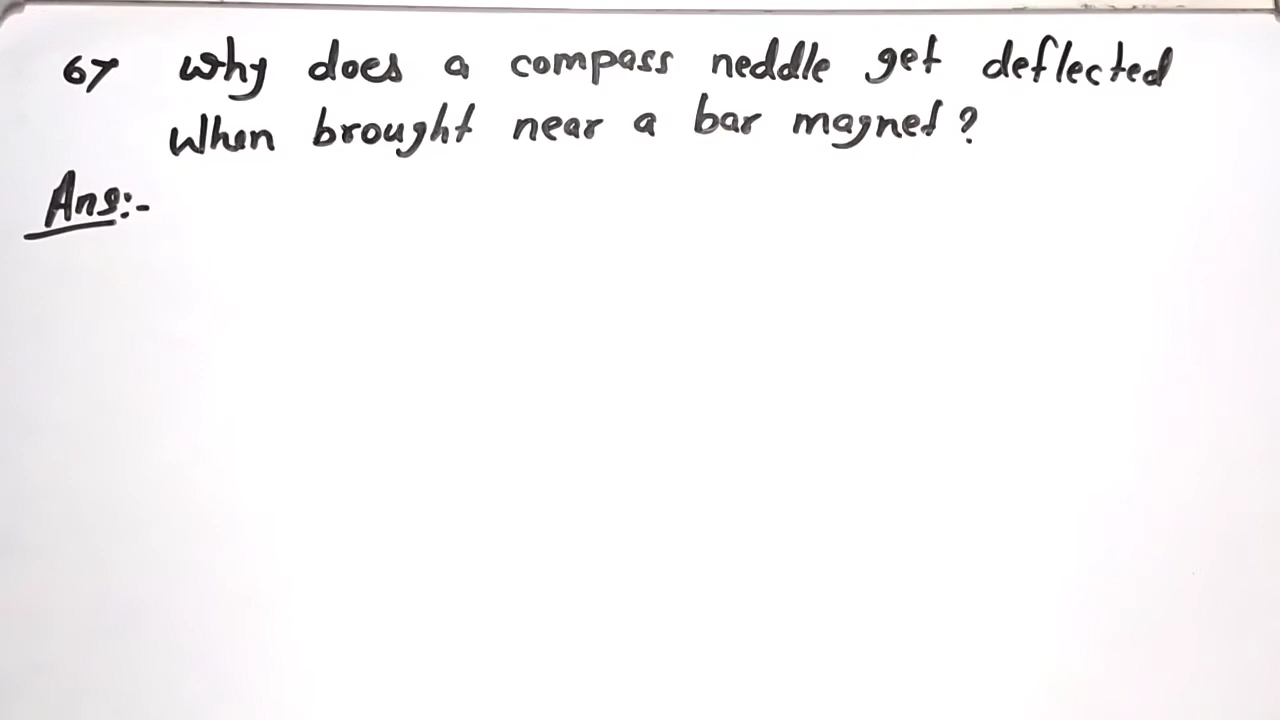 67 Why does a compass neddle get deflected
when brought near a bar magnet?
Ans:-